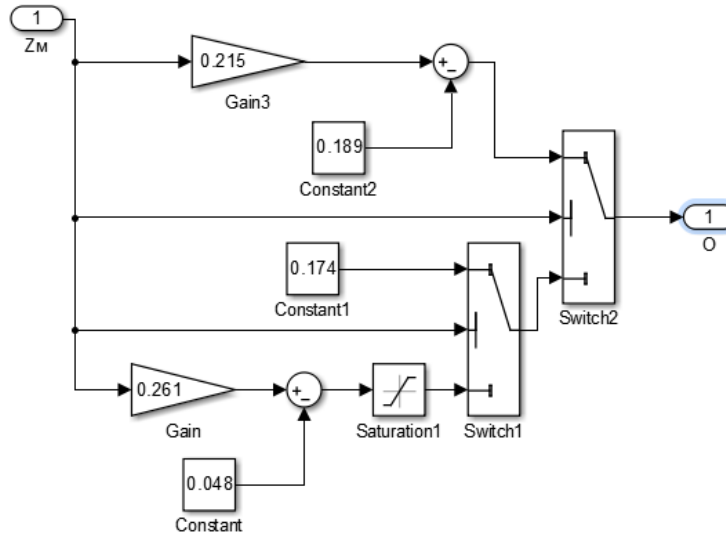 1
Zм
0.215
Gain3
+
−
0.189
Constant2
1
O
0.174
Constant1
Switch2
0.261
Gain
+
−
Saturation1
Switch1
0.048
Constant